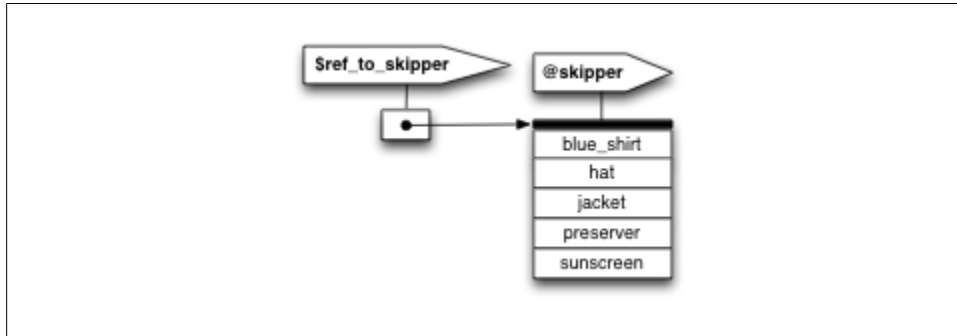 $ref_to_skipper
@skipper
blue_shirt
hat
jacket
preserver
sunscreen